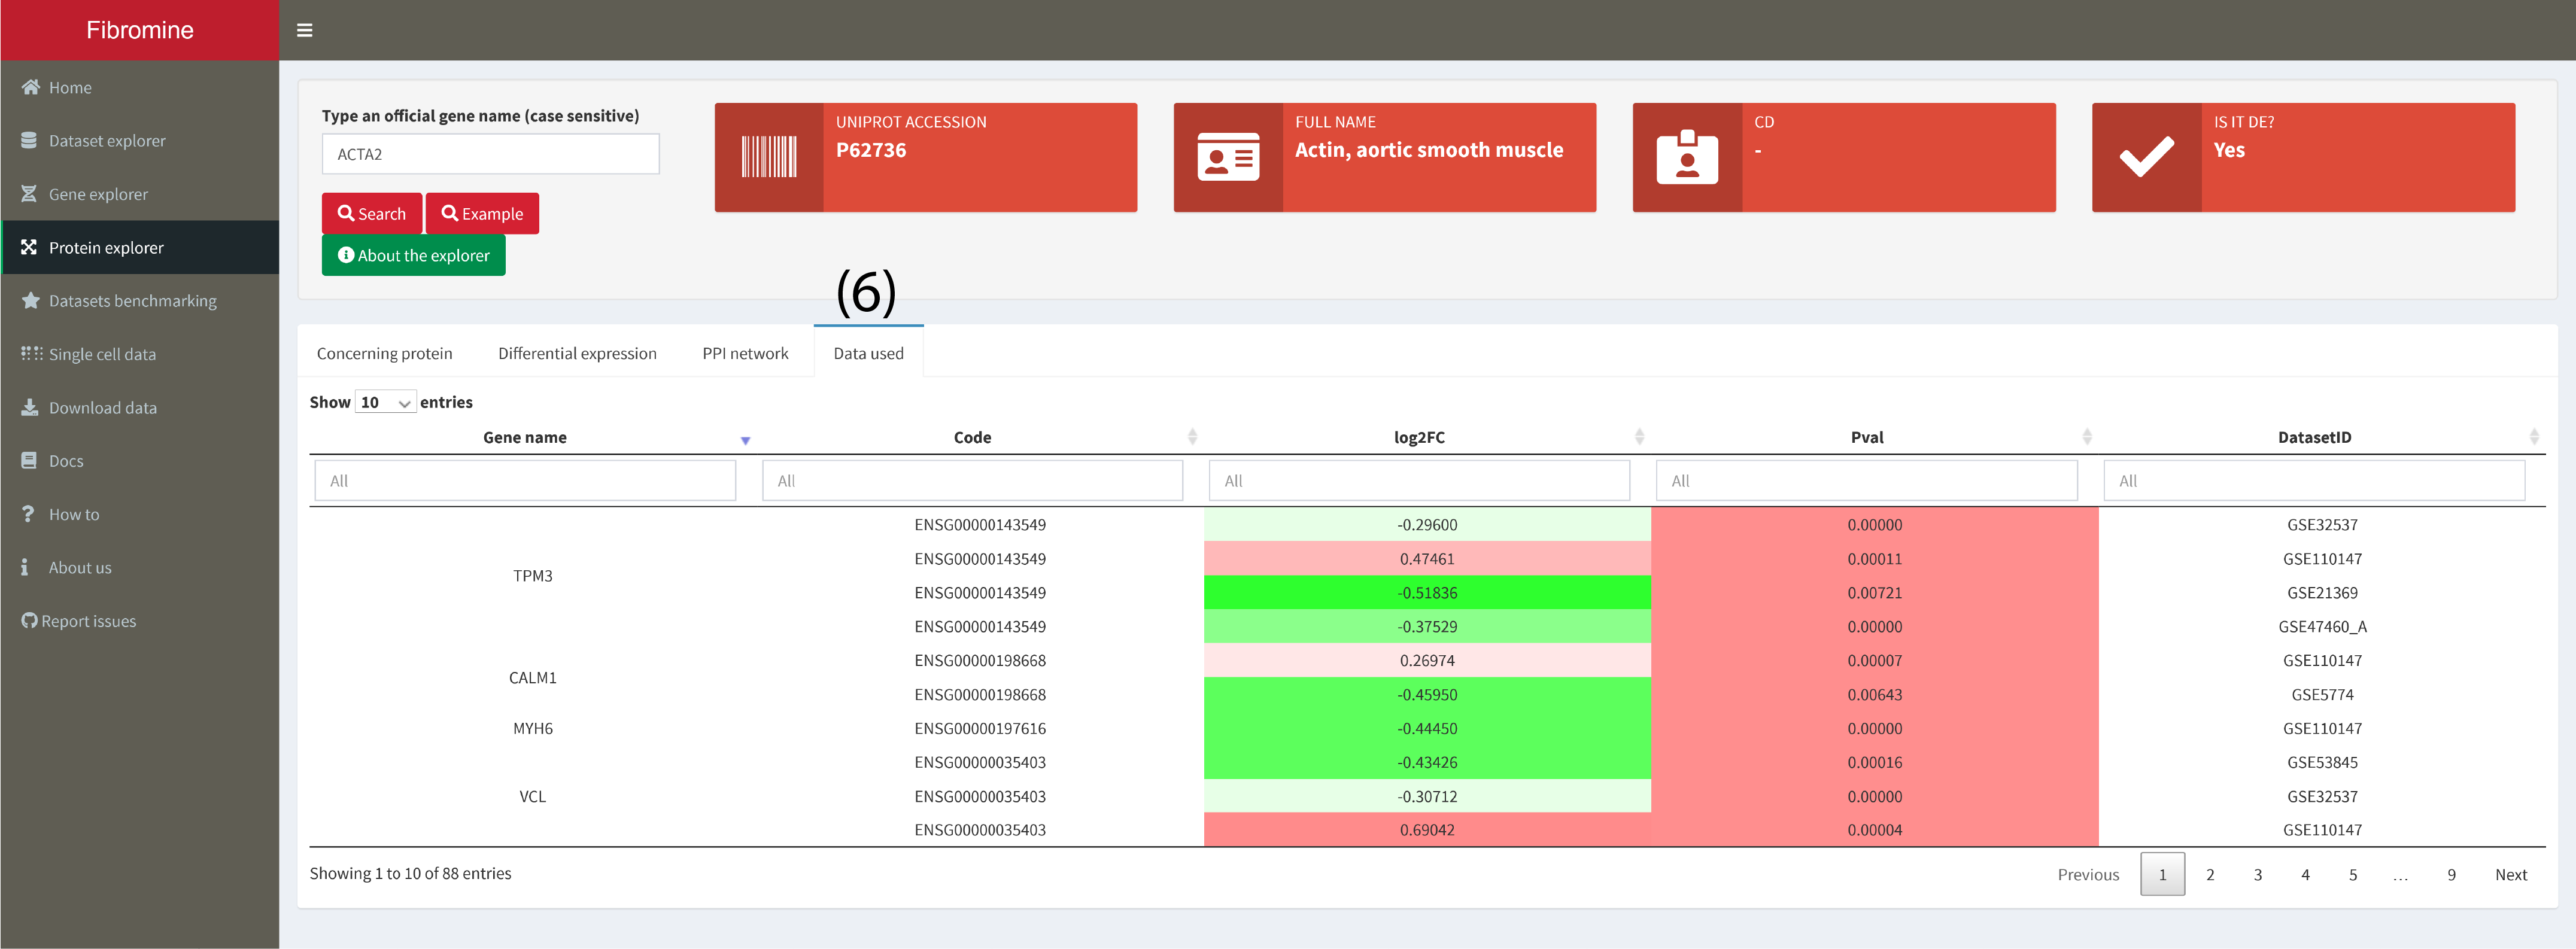 Fibromine
Home
Dataset explorer
Gene explorer
Protein explorer
Datasets benchmarking
Single cell data
Download data
Docs
How to
About us
Report issues
Type an official gene name (case sensitive)
ACTA2
Search Example
About the explorer
UNIPROT ACCESSION
P62736
FULL NAME
Actin, aortic smooth muscle
CD
-
IS IT DE?
Yes
(6)
Concerning protein Differential expression PPI network Data used
Show 10 entries
Gene name Code log2FC Pval DatasetID
All All All All All
TPM3 ENSG00000143549 -0.29600 0.00000 GSE32537
ENSG00000143549 0.47461 0.00011 GSE110147
ENSG00000143549 -0.51836 0.00721 GSE21369
ENSG00000143549 -0.37529 0.00000 GSE47460_A
CALM1 ENSG00000198668 0.26974 0.00007 GSE110147
ENSG00000198668 -0.45950 0.00643 GSE5774
MYH6 ENSG00000197616 -0.44450 0.00000 GSE110147
VCL ENSG00000035403 -0.43426 0.00016 GSE53845
ENSG00000035403 -0.30712 0.00000 GSE32537
ENSG00000035403 0.69042 0.00004 GSE110147
Showing 1 to 10 of 88 entries
Previous 1 2 3 4 5 ... 9 Next